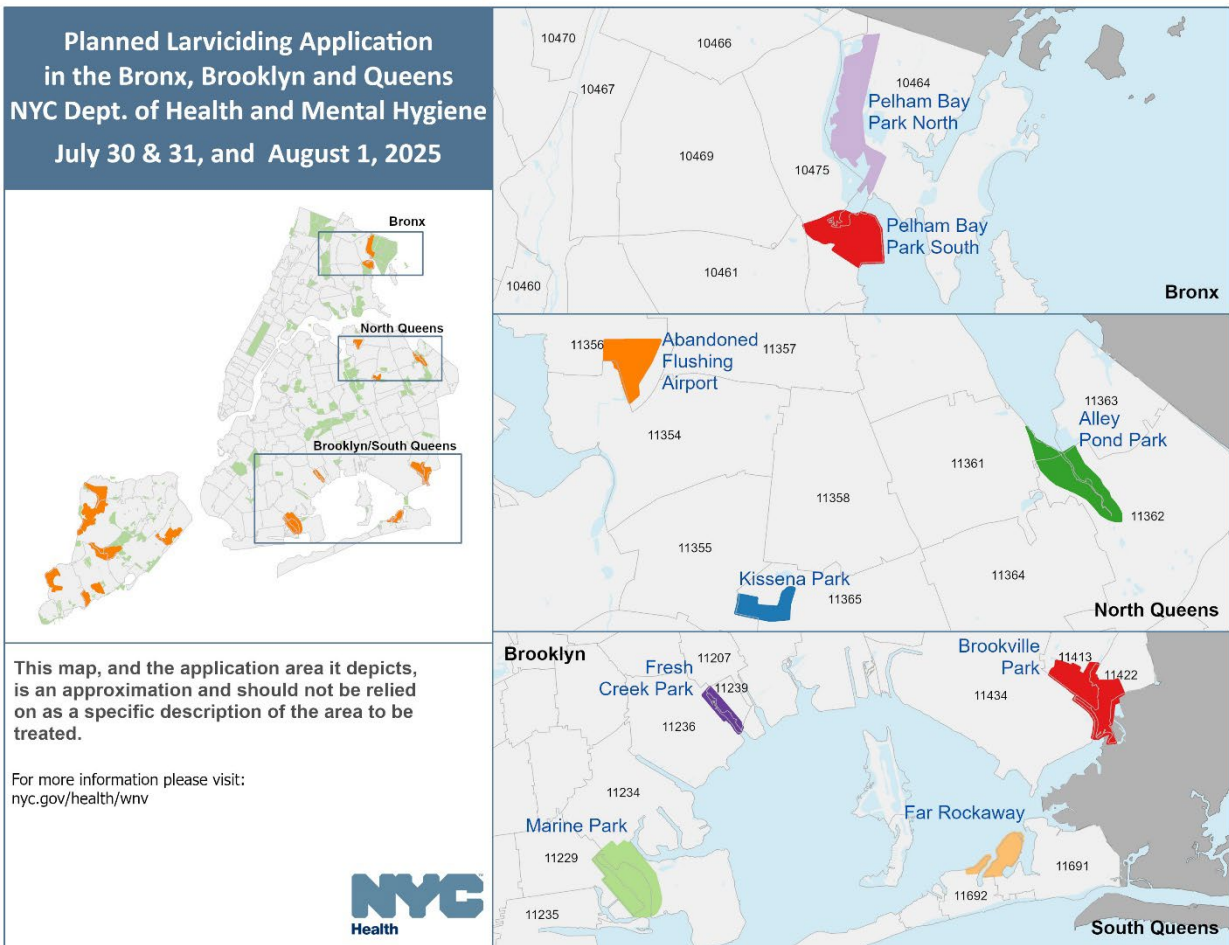 Planned Larviciding Application
in the Bronx, Brooklyn and Queens
NYC Dept. of Health and Mental Hygiene
July 30 & 31, and August 1, 2025
Bronx
North Queens
Brooklyn/South Queens
This map, and the application area it depicts,
is an approximation and should not be relied
on as a specific description of the area to be
treated.
For more information please visit:
nyc.gov/health/wnv
NYC
Health
10470
10466
10467
10464
Pelham Bay
Park North
10469
10475
Pelham Bay
Park South
10461
10460
Bronx
11356
Abandoned
Flushing
Airport
11357
11363
Alley
Pond Park
11354
11361
11358
11362
11355
11364
Kissena Park
11365
North Queens
Brooklyn
11207
Fresh
Creek Park
11239
11236
Brookville
Park
11413
11422
11434
11234
Marine Park
Far Rockaway
11229
11691
11692
11235
South Queens